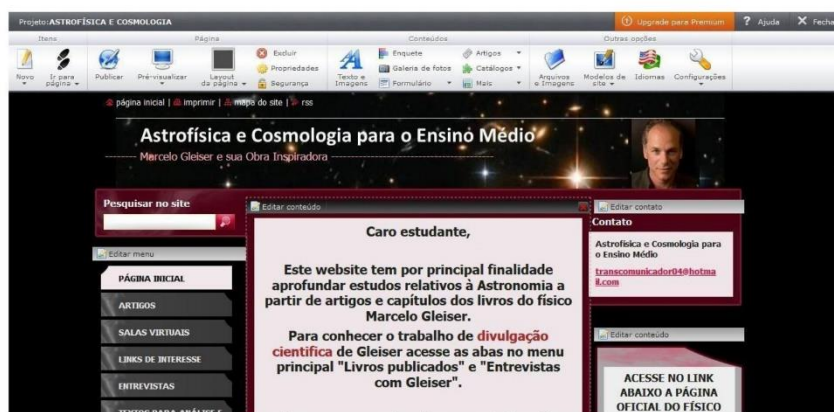 Projeto:ASTROFÍSICA E COSMOLOGIA
Upgrade para Premium ? Ajuda X Fecha
Itens Página Conteúdos Outras opções
Novo
Ir para página
Publicar
Pré-visualizar
Layout da página
Excluir
Propriedades
Segurança
Texto e Imagens
Enquete
Galeria de fotos
Formulário
Artigos
Catálogos
Mais
Arquivos e Imagens
Modelos de site
Idiomas
Configurações
página inicial | imprimir | mapa do site | rss
Astrofísica e Cosmologia para o Ensino Médio
Marcelo Gleiser e sua Obra Inspiradora
Pesquisar no site
Editar menu
PÁGINA INICIAL
ARTIGOS
SALAS VIRTUAIS
LINKS DE INTERESSE
ENTREVISTAS
TEXTOS PARA ANÁLISE E
Editar conteúdo
Caro estudante,
Este website tem por principal finalidade
aprofundar estudos relativos à Astronomia a
partir de artigos e capítulos dos livros do físico
Marcelo Gleiser.
Para conhecer o trabalho de divulgação
cientifica de Gleiser acesse as abas no menu
principal "Livros publicados" e "Entrevistas
com Gleiser".
Editar contato
Contato
Astrofísica e Cosmologia para
o Ensino Médio
transcomunicador04@hotma
il.com
Editar conteúdo
ACESSE NO LINK
ABAIXO A PÁGINA
OFICIAL DO FÍSICO